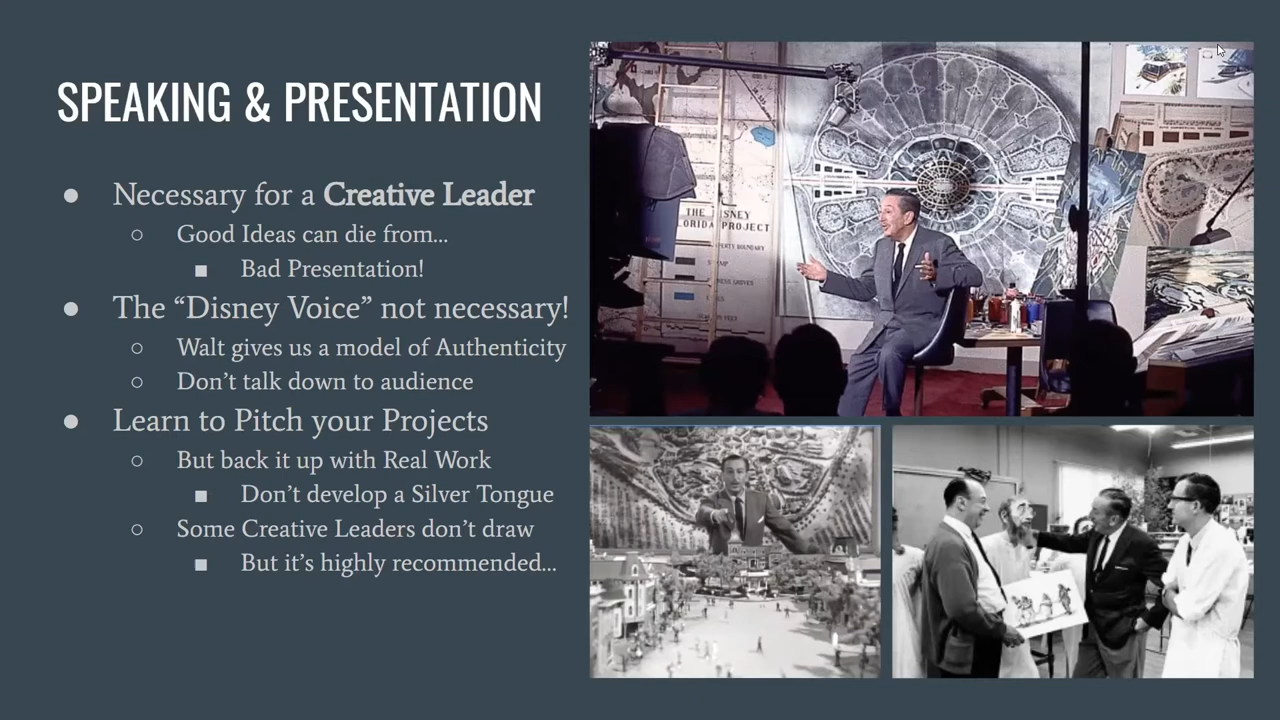 SPEAKING & PRESENTATION
● Necessary for a Creative Leader
○ Good Ideas can die from...
■ Bad Presentation!
● The “Disney Voice” not necessary!
○ Walt gives us a model of Authenticity
○ Don’t talk down to audience
● Learn to Pitch your Projects
○ But back it up with Real Work
■ Don’t develop a Silver Tongue
○ Some Creative Leaders don’t draw
■ But it’s highly recommended...
THE DISNEY
FLORIDA PROJECT
PROPERTY BOUNDARY
SWAMP